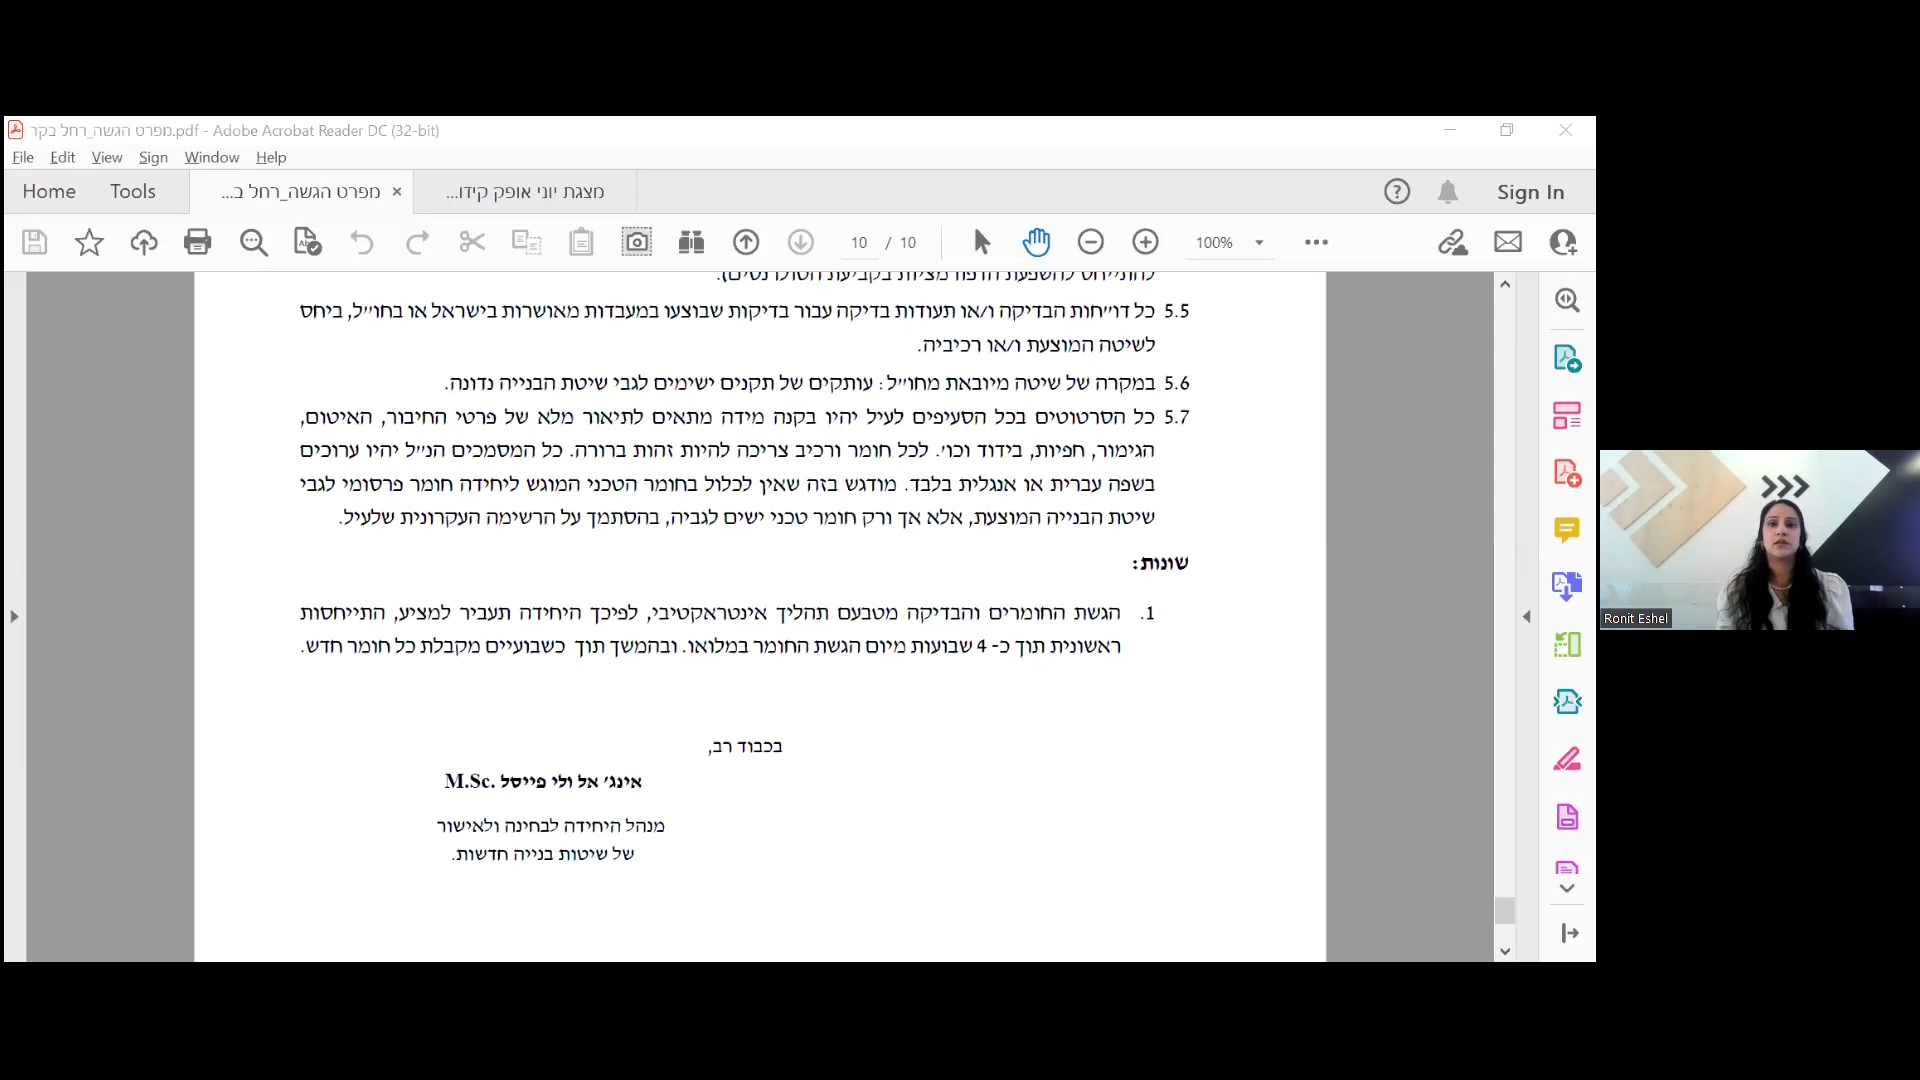 מפרט הגשה_רחל בקר.pdf - Adobe Acrobat Reader DC (32-bit)
File Edit View Sign Window Help
Home Tools מפרט הגשה_רחל ב... × מצגת יוני אופק קידו... Sign In
10 / 10 100%
להתייחס להשפעת הדפורמציות בקביעת הטולרנסים).
5.5 כל דו״חות הבדיקה ו/או תעודות בדיקה עבור בדיקות שבוצעו במעבדות מאושרות בישראל או בחו״ל, ביחס
לשיטה המוצעת ו/או רכיביה.
5.6 במקרה של שיטה מיובאת מחו״ל: עותקים של תקנים ישימים לגבי שיטת הבנייה נדונה.
5.7 כל הסרטוטים בכל הסעיפים לעיל יהיו בקנה מידה מתאים לתיאור מלא של פרטי החיבור, האיטום,
הגימור, חפיות, בידוד וכו׳. לכל חומר ורכיב צריכה להיות זהות ברורה. כל המסמכים הנ״ל יהיו ערוכים
בשפה עברית או אנגלית בלבד. מודגש בזה שאין לכלול בחומר הטכני המוגש ליחידה חומר פרסומי לגבי
שיטת הבנייה המוצעת, אלא אך ורק חומר טכני ישים לגביה, בהסתמך על הרשימה העקרונית שלעיל.
שונות:
1. הגשת החומרים והבדיקה מטבעם תהליך אינטראקטיבי, לפיכך היחידה תעביר למציע, התייחסות
ראשונית תוך כ- 4 שבועות מיום הגשת החומר במלואו. ובהמשך תוך כשבועיים מקבלת כל חומר חדש.
בכבוד רב,
אינג׳ אל ולי פייסל M.Sc.
מנהל היחידה לבחינה ולאישור
של שיטות בנייה חדשות.
Ronit Eshel